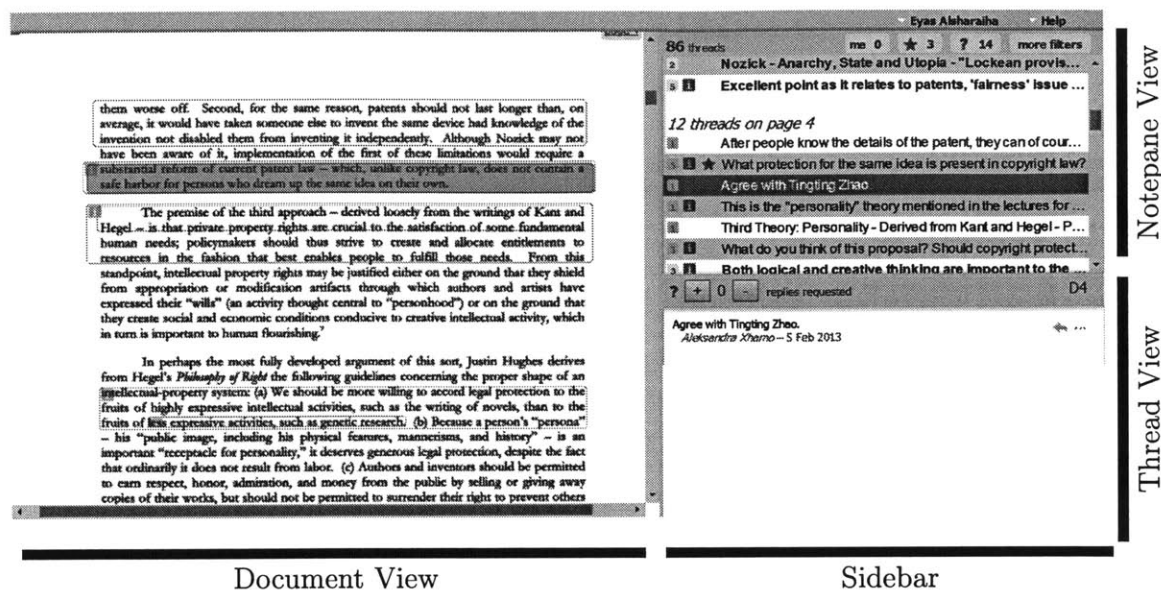 Eyas Alsharaiha Help
them worse off. Second, for the same reason, patents should not last longer than, on
average, it would have taken someone else to invent the same device had knowledge of the
invention not disabled them from inventing it independently. Although Nozick may not
have been aware of it, implementation of the first of these limitations would require a
substantial reform of current patent law – which, unlike copyright law, does not contain a
safe harbor for persons who dream up the same idea on their own.
The premise of the third approach – derived loosely from the writings of Kant and
Hegel – is that private property rights are crucial to the satisfaction of some fundamental
human needs; policymakers should thus strive to create and allocate entitlements to
resources in the fashion that best enables people to fulfill those needs. From this
standpoint, intellectual property rights may be justified either on the ground that they shield
from appropriation or modification artifacts through which authors and artists have
expressed their “wills” (an activity thought central to “personhood”) or on the ground that
they create social and economic conditions conducive to creative intellectual activity, which
in turn is important to human flourishing.⁷
In perhaps the most fully developed argument of this sort, Justin Hughes derives
from Hegel's Philosophy of Right the following guidelines concerning the proper shape of an
intellectual-property system: (a) We should be more willing to accord legal protection to the
fruits of highly expressive intellectual activities, such as the writing of novels, than to the
fruits of less expressive activities, such as genetic research. (b) Because a person's “persona”
– his “public image, including his physical features, mannerisms, and history” – is an
important “receptacle for personality,” it deserves generous legal protection, despite the fact
that ordinarily it does not result from labor. (c) Authors and inventors should be permitted
to earn respect, honor, admiration, and money from the public by selling or giving away
copies of their works, but should not be permitted to surrender their right to prevent others
86 threads me 0 ★ 3 ? 14 more filters
2 Nozick - Anarchy, State and Utopia - "Lockean provis...
5 i Excellent point as it relates to patents, 'fairness' issue ...
12 threads on page 4
1 After people know the details of the patent, they can of cour...
i ★ What protection for the same idea is present in copyright law?
1 Agree with Tingting Zhao.
1 i This is the "personality" theory mentioned in the lectures for ...
1 Third Theory: Personality - Derived from Kant and Hegel - P...
i What do you think of this proposal? Should copyright protect...
i Both logical and creative thinking are important to the ...
? + 0 - replies requested D4
Agree with Tingting Zhao.
Aleksandra Xhamo – 5 Feb 2013
Notepane View
Thread View
Document View
Sidebar